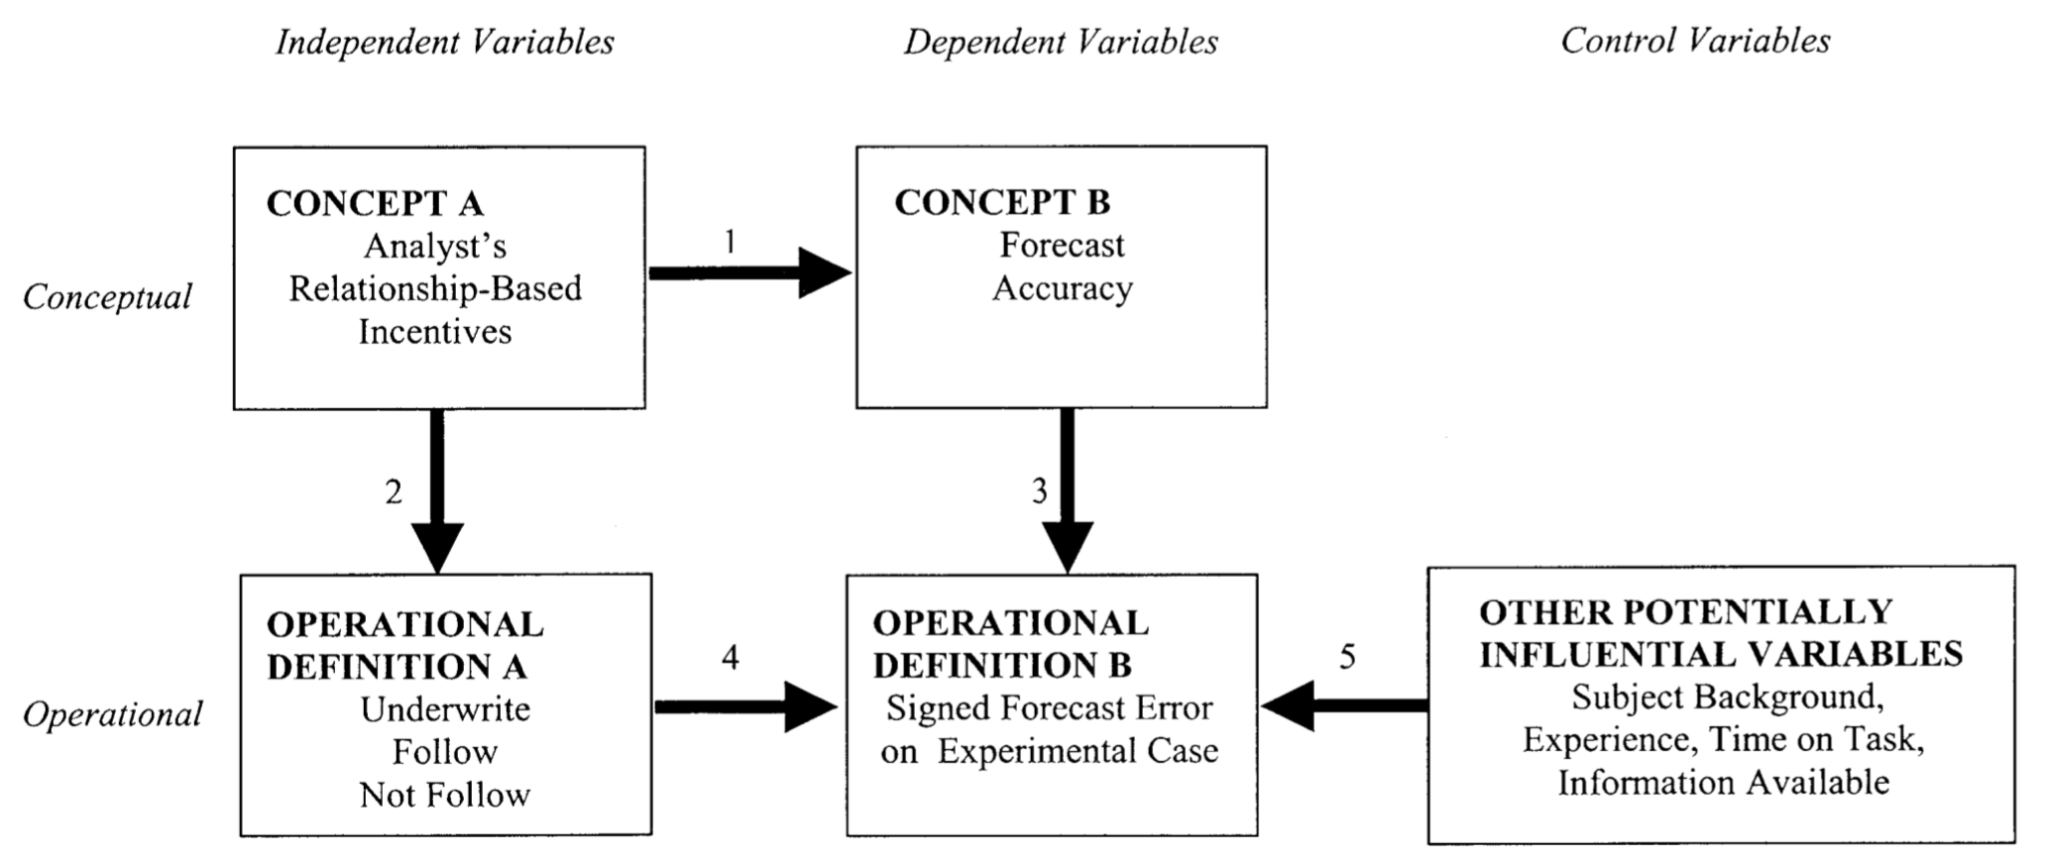 Independent Variables
Dependent Variables
Control Variables
Conceptual
CONCEPT A
Analyst's
Relationship-Based
Incentives
1
CONCEPT B
Forecast
Accuracy
2
3
Operational
OPERATIONAL
DEFINITION A
Underwrite
Follow
Not Follow
4
OPERATIONAL
DEFINITION B
Signed Forecast Error
on Experimental Case
5
OTHER POTENTIALLY
INFLUENTIAL VARIABLES
Subject Background,
Experience, Time on Task,
Information Available